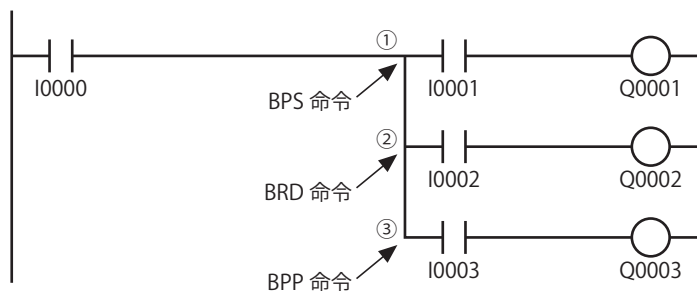 ①
I0000
I0001
Q0001
BPS 命令
②
I0002
Q0002
BRD 命令
③
I0003
Q0003
BPP 命令